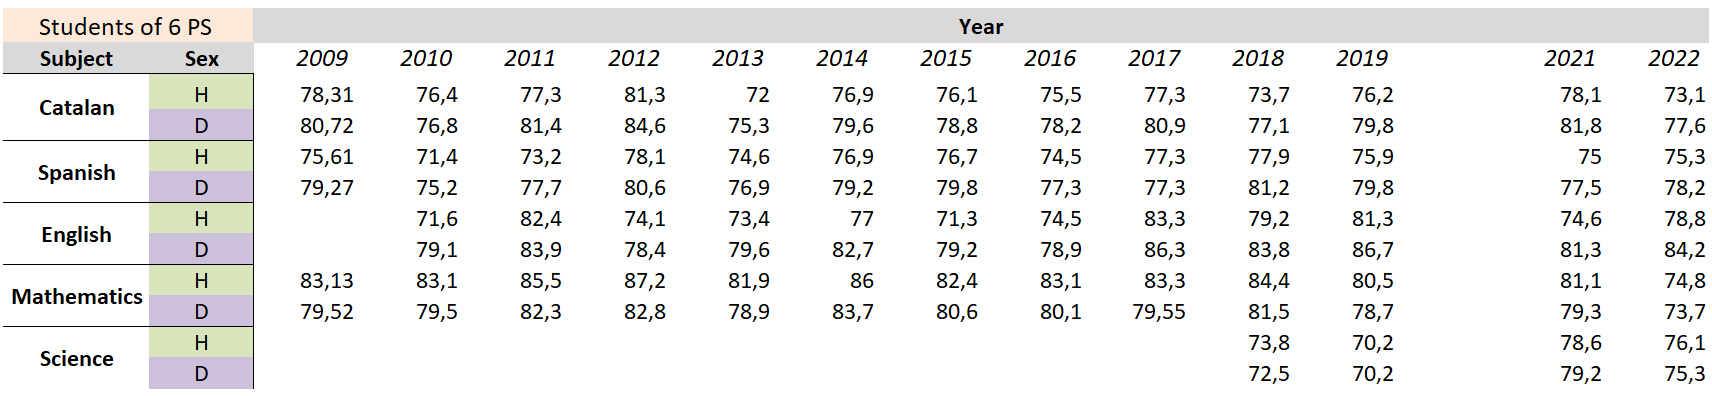 Students of 6 PS Year
Subject Sex 2009 2010 2011 2012 2013 2014 2015 2016 2017 2018 2019 2021 2022
Catalan H 78,31 76,4 77,3 81,3 72 76,9 76,1 75,5 77,3 73,7 76,2 78,1 73,1
D 80,72 76,8 81,4 84,6 75,3 79,6 78,8 78,2 80,9 77,1 79,8 81,8 77,6
Spanish H 75,61 71,4 73,2 78,1 74,6 76,9 76,7 74,5 77,3 77,9 75,9 75 75,3
D 79,27 75,2 77,7 80,6 76,9 79,2 79,8 77,3 77,3 81,2 79,8 77,5 78,2
English H 71,6 82,4 74,1 73,4 77 71,3 74,5 83,3 79,2 81,3 74,6 78,8
D 79,1 83,9 78,4 79,6 82,7 79,2 78,9 86,3 83,8 86,7 81,3 84,2
Mathematics H 83,13 83,1 85,5 87,2 81,9 86 82,4 83,1 83,3 84,4 80,5 81,1 74,8
D 79,52 79,5 82,3 82,8 78,9 83,7 80,6 80,1 79,55 81,5 78,7 79,3 73,7
Science H 73,8 70,2 78,6 76,1
D 72,5 70,2 79,2 75,3